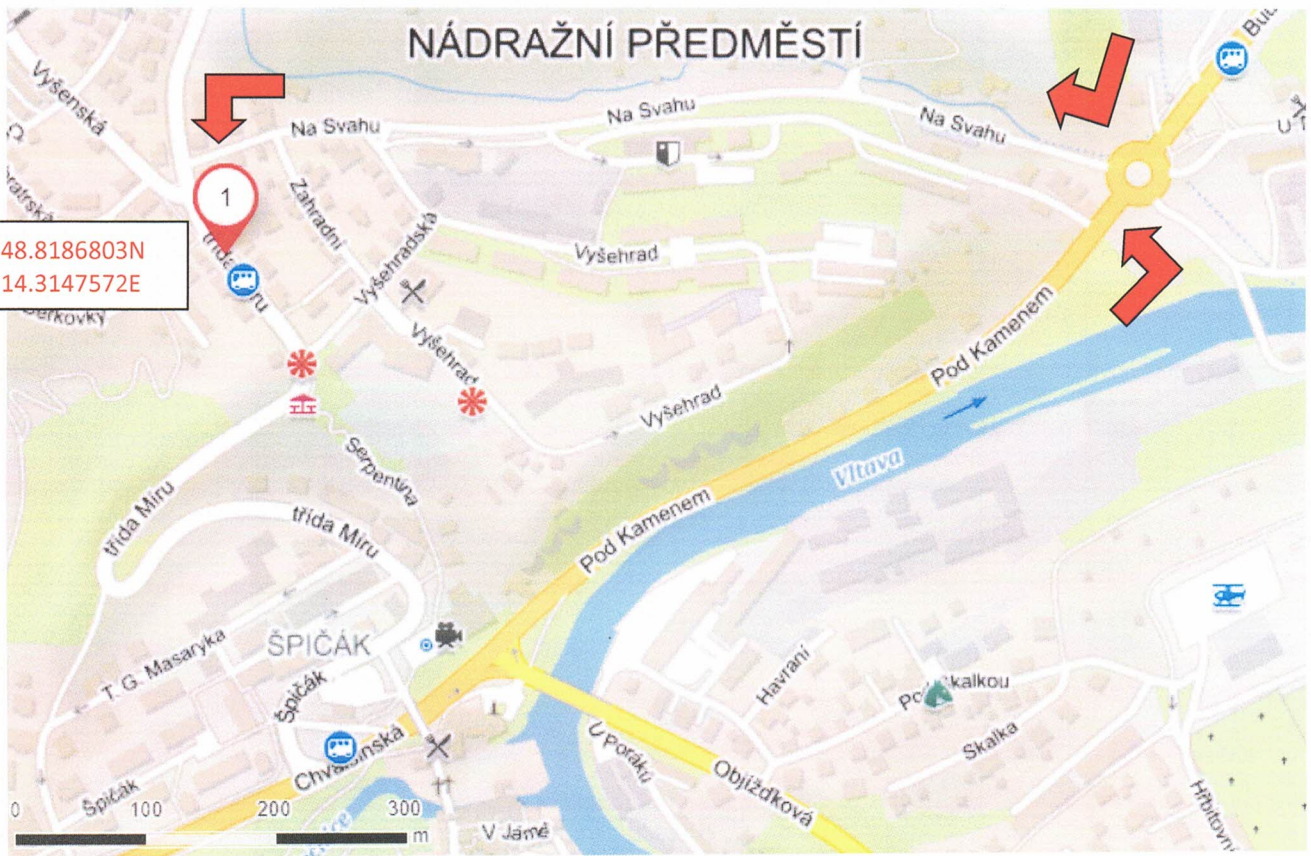 NÁDRAŽNÍ PŘEDMĚSTÍ
Vyšenská
Na Svahu
Na Svahu
Na Svahu
1
Zahradní
48.8186803N
14.3147572E
Vyšehradská
Vyšehrad
Vyšehrad
Vyšehrad
Pod Kamenem
Serpentina
Vltava
třída Míru
třída Míru
Pod Kamenem
ŠPIČÁK
T. G. Masaryka
Špičák
Havraní
Skalka
U Poráků
Objížďková
Špičák
V Jámě
0 100 200 300
m